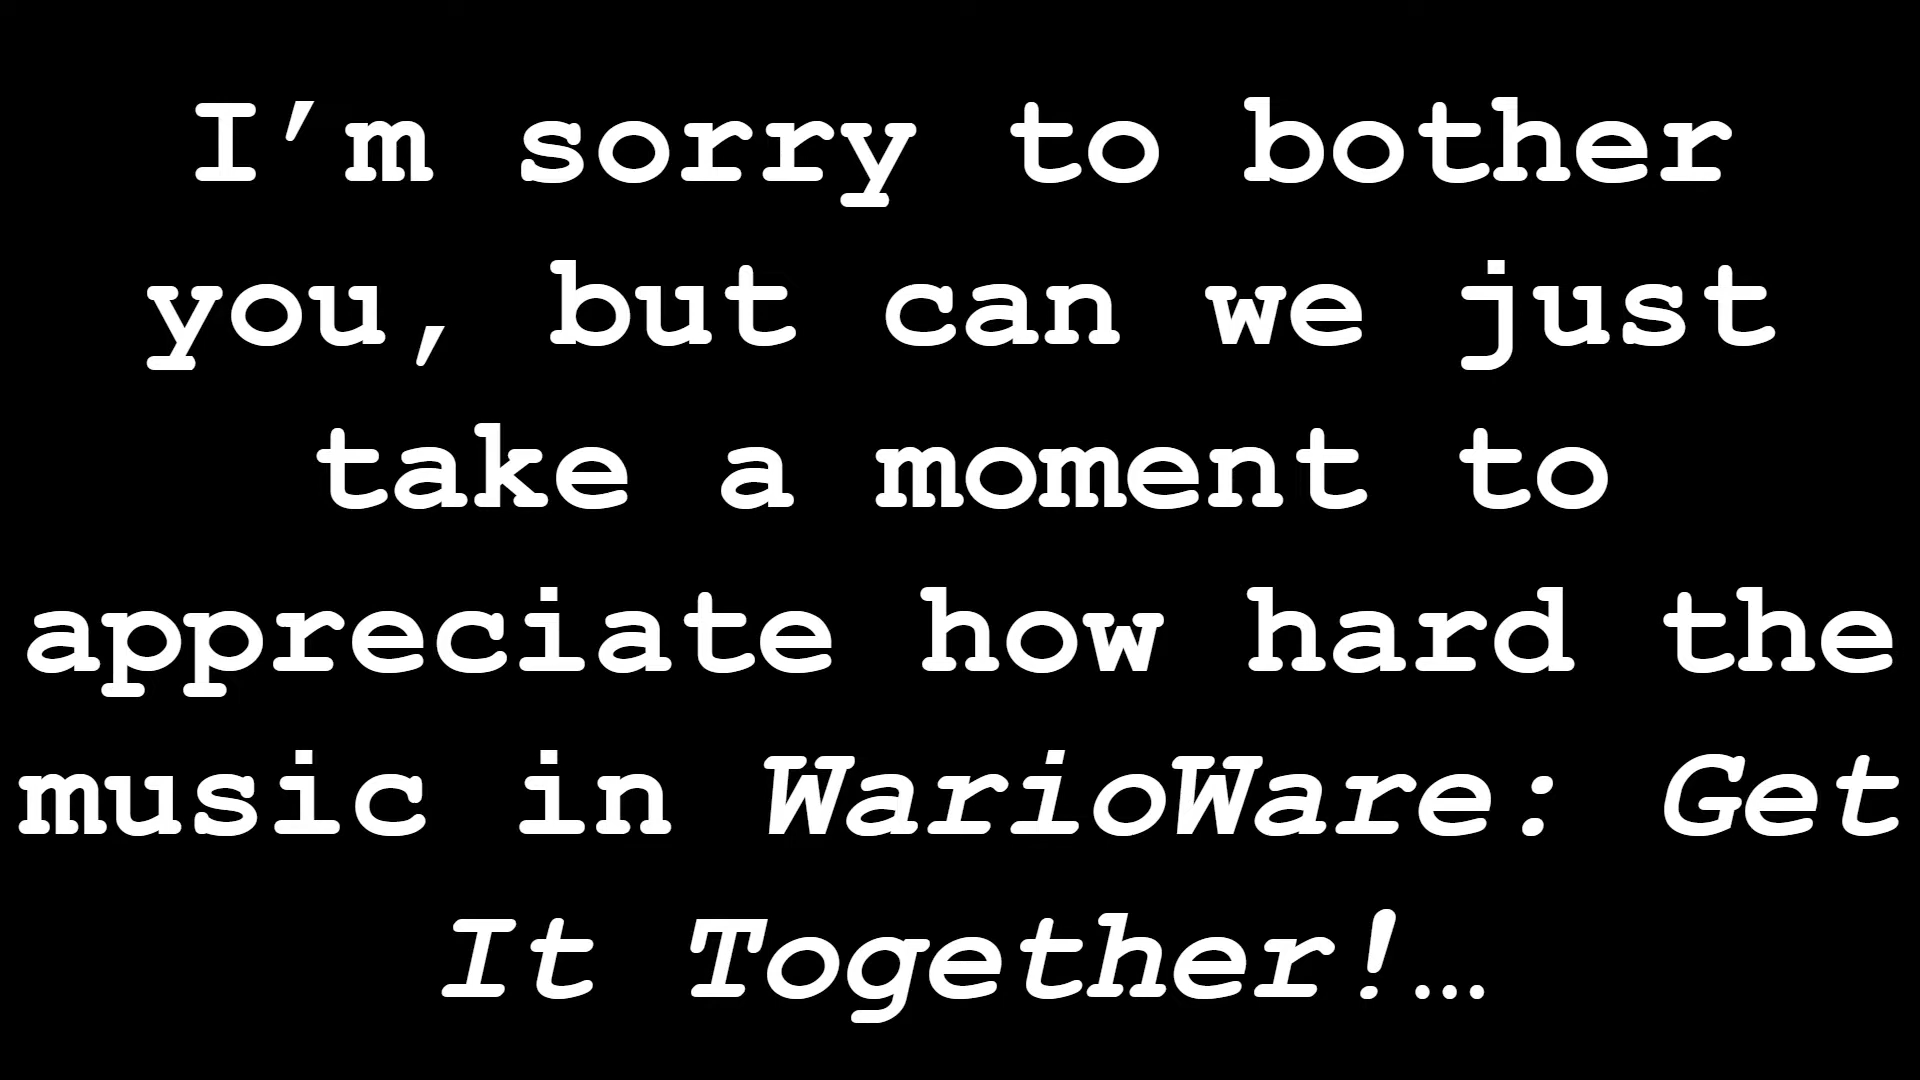 I’m sorry to bother
you, but can we just
take a moment to
appreciate how hard the
music in WarioWare: Get
It Together!…